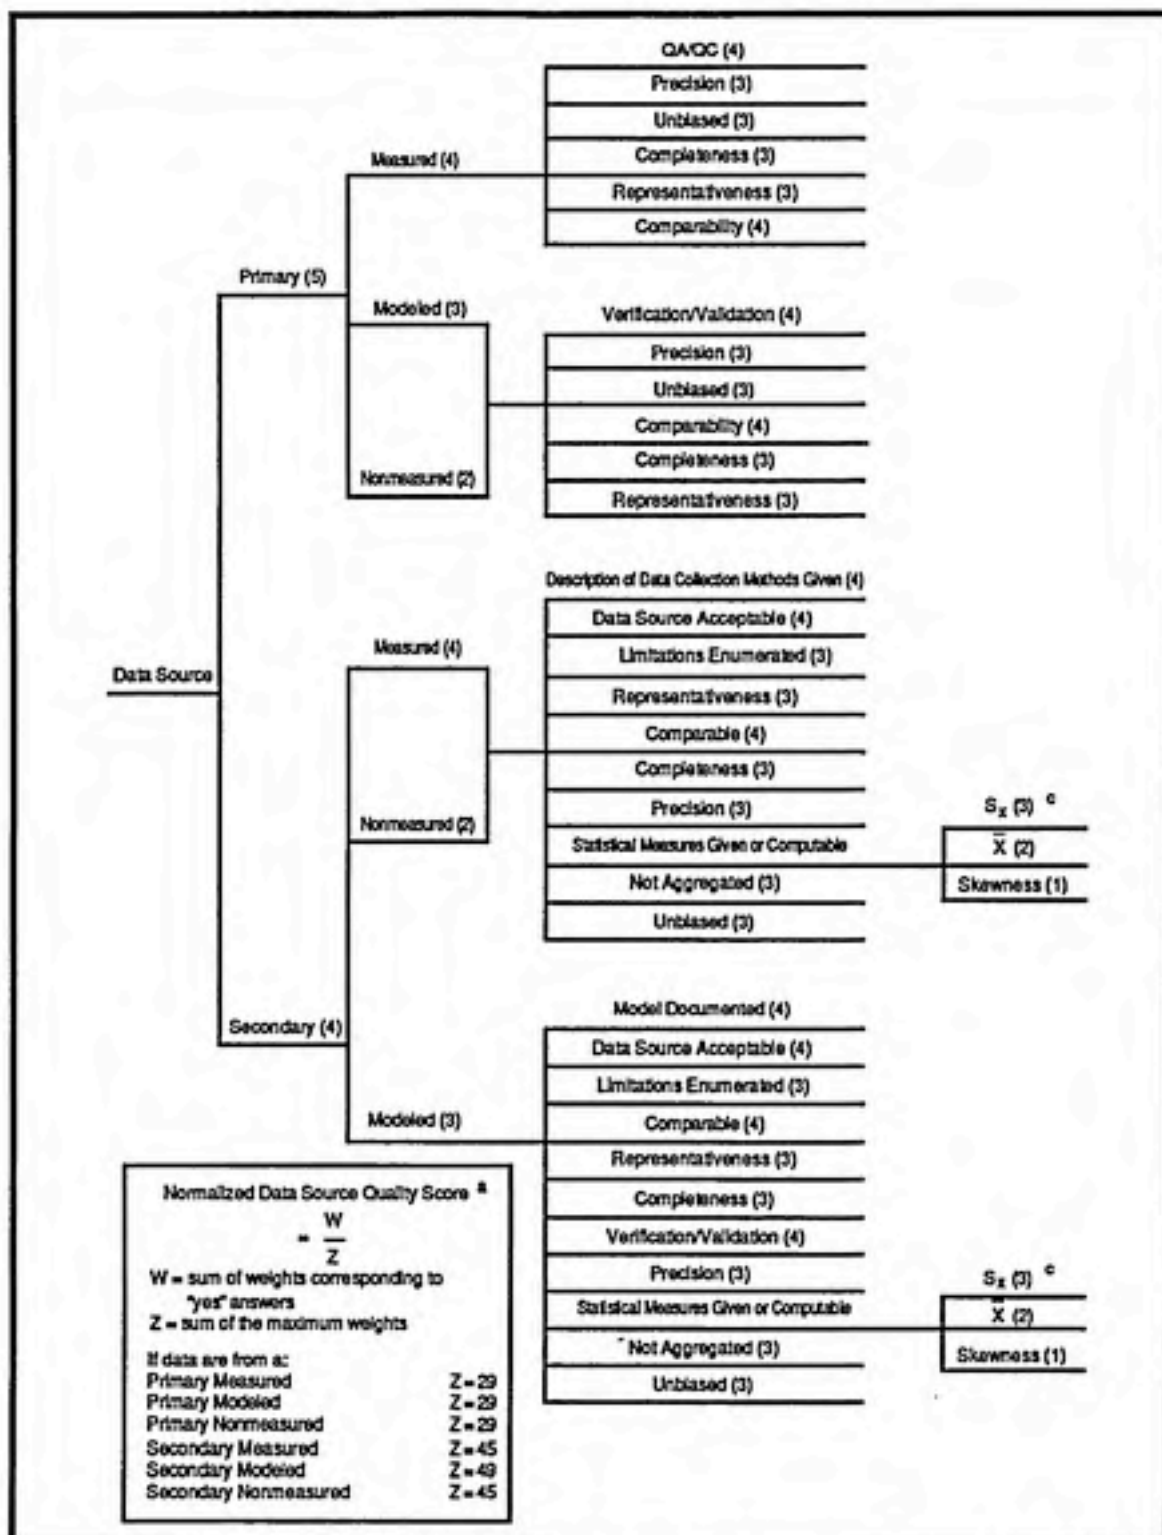 QA/QC (4)
Precision (3)
Unbiased (3)
Completeness (3)
Measured (4)
Representativeness (3)
Comparability (4)
Primary (5)
Modeled (3)
Verification/Validation (4)
Precision (3)
Unbiased (3)
Comparability (4)
Completeness (3)
Nonmeasured (2)
Representativeness (3)
Description of Data Collection Methods Given (4)
Data Source Acceptable (4)
Measured (4)
Limitations Enumerated (3)
Data Source
Representativeness (3)
Comparable (4)
Completeness (3)
Precision (3)
Nonmeasured (2)
Statistical Measures Given or Computable
Sx (3) c
X̄ (2)
Skewness (1)
Not Aggregated (3)
Unbiased (3)
Secondary (4)
Model Documented (4)
Data Source Acceptable (4)
Limitations Enumerated (3)
Modeled (3)
Comparable (4)
Representativeness (3)
Completeness (3)
Verification/Validation (4)
Precision (3)
Statistical Measures Given or Computable
Sx (3) c
X̄ (2)
Skewness (1)
Not Aggregated (3)
Unbiased (3)
Normalized Data Source Quality Score a
= W
Z
W = sum of weights corresponding to
"yes" answers
Z = sum of the maximum weights
If data are from a:
Primary Measured Z = 29
Primary Modeled Z = 29
Primary Nonmeasured Z = 29
Secondary Measured Z = 45
Secondary Modeled Z = 49
Secondary Nonmeasured Z = 45